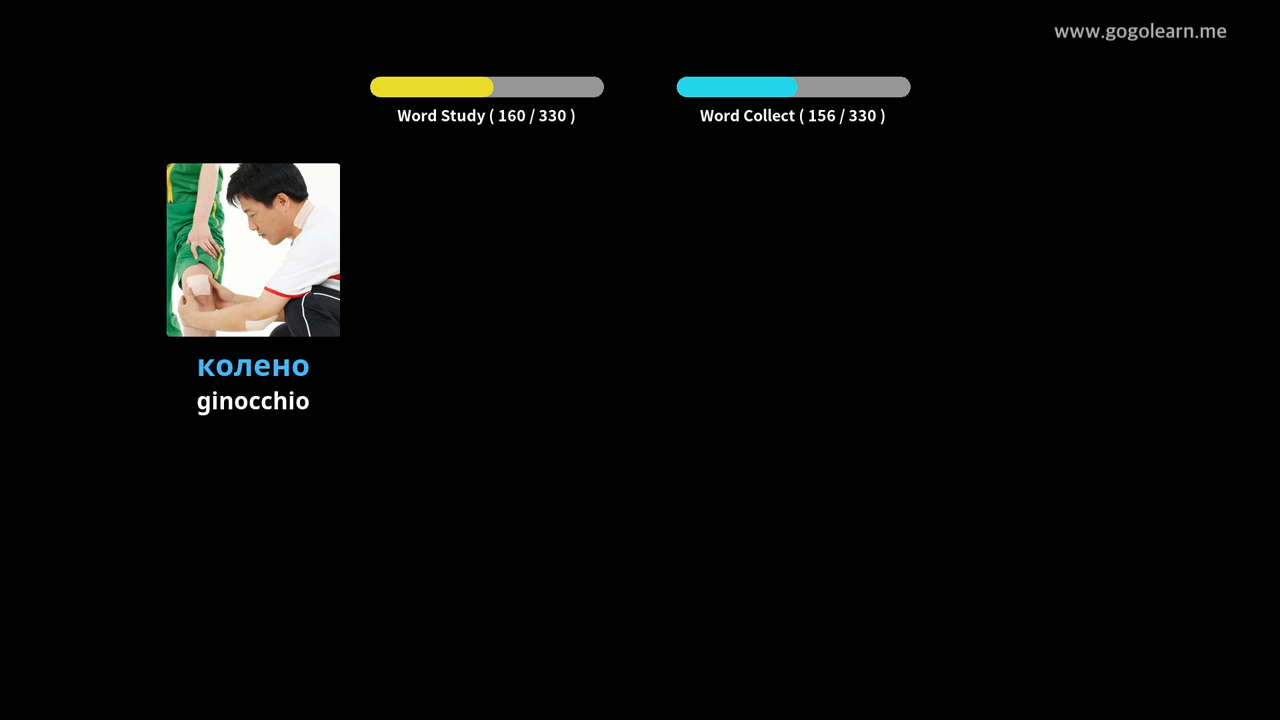 www.gogolearn.me
Word Study ( 160 / 330 )
Word Collect ( 156 / 330 )
колено
ginocchio